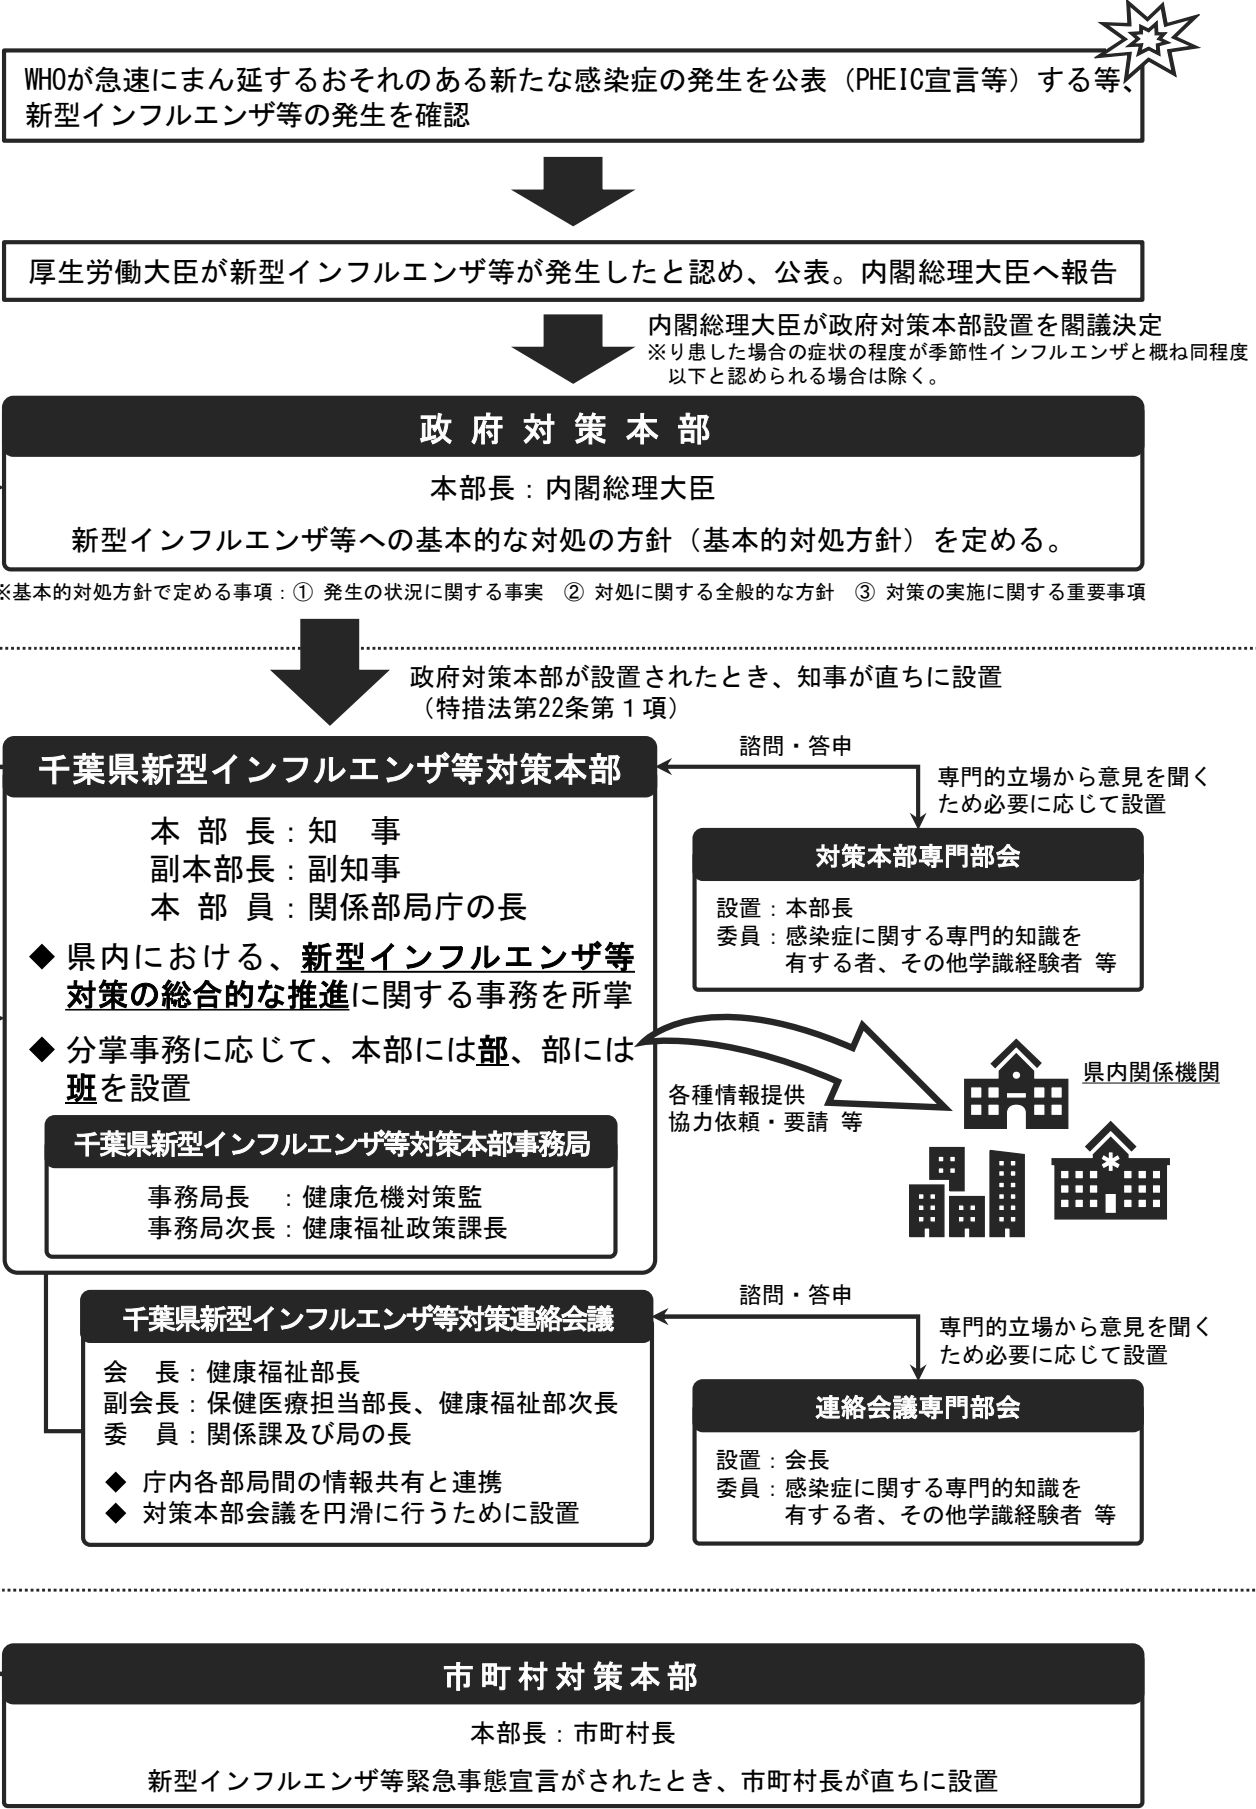 WHOが急速にまん延するおそれのある新たな感染症の発生を公表（PHEIC宣言等）する等、
新型インフルエンザ等の発生を確認
厚生労働大臣が新型インフルエンザ等が発生したと認め、公表。内閣総理大臣へ報告
内閣総理大臣が政府対策本部設置を閣議決定
※り患した場合の症状の程度が季節性インフルエンザと概ね同程度
以下と認められる場合は除く。
政府対策本部
本部長：内閣総理大臣
新型インフルエンザ等への基本的な対処の方針（基本的対処方針）を定める。
※基本的対処方針で定める事項：① 発生の状況に関する事実　② 対処に関する全般的な方針　③ 対策の実施に関する重要事項
政府対策本部が設置されたとき、知事が直ちに設置
（特措法第22条第１項）
千葉県新型インフルエンザ等対策本部
本 部 長：知　事
副本部長：副知事
本 部 員：関係部局庁の長
◆ 県内における、新型インフルエンザ等
対策の総合的な推進に関する事務を所掌
◆ 分掌事務に応じて、本部には部、部には
班を設置
千葉県新型インフルエンザ等対策本部事務局
事務局長　：健康危機対策監
事務局次長：健康福祉政策課長
諮問・答申
専門的立場から意見を聞く
ため必要に応じて設置
対策本部専門部会
設置：本部長
委員：感染症に関する専門的知識を
有する者、その他学識経験者 等
各種情報提供
協力依頼・要請 等
県内関係機関
千葉県新型インフルエンザ等対策連絡会議
会　長：健康福祉部長
副会長：保健医療担当部長、健康福祉部次長
委　員：関係課及び局の長
◆ 庁内各部局間の情報共有と連携
◆ 対策本部会議を円滑に行うために設置
諮問・答申
専門的立場から意見を聞く
ため必要に応じて設置
連絡会議専門部会
設置：会長
委員：感染症に関する専門的知識を
有する者、その他学識経験者 等
市町村対策本部
本部長：市町村長
新型インフルエンザ等緊急事態宣言がされたとき、市町村長が直ちに設置